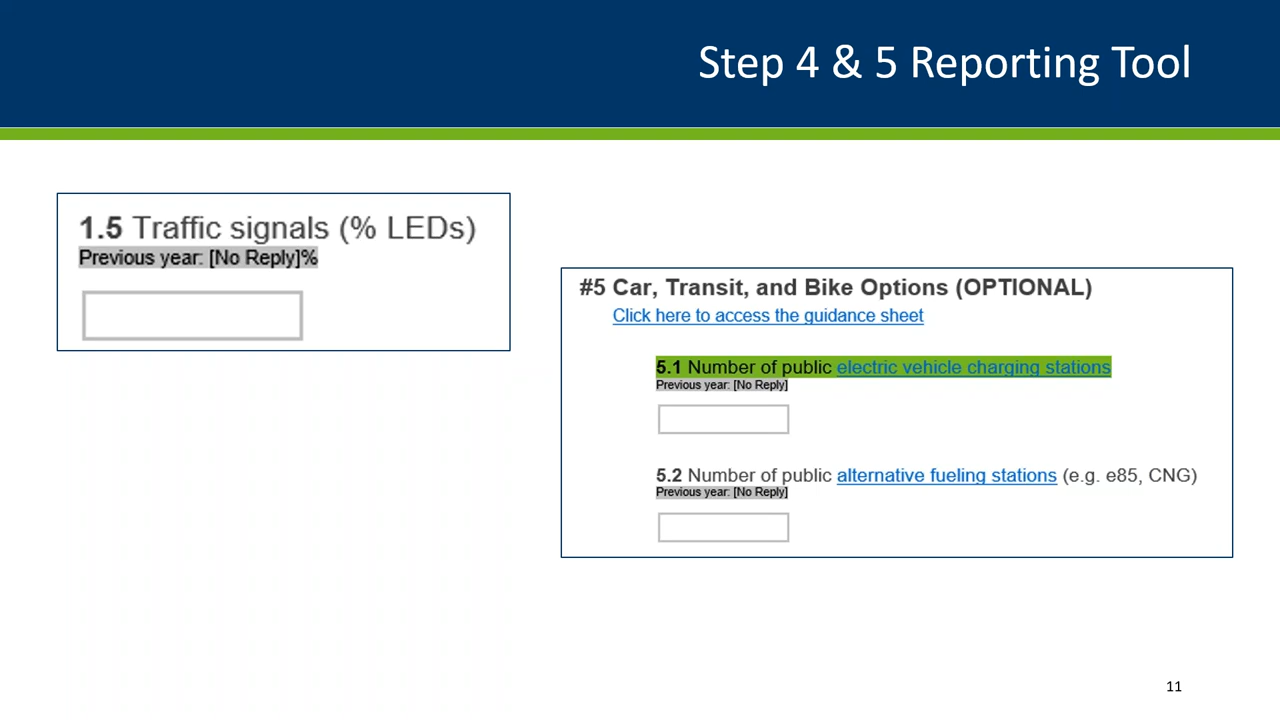 Step 4 & 5 Reporting Tool
1.5 Traffic signals (% LEDs)
Previous year: [No Reply]%
#5 Car, Transit, and Bike Options (OPTIONAL)
Click here to access the guidance sheet
5.1 Number of public electric vehicle charging stations
Previous year: [No Reply]
5.2 Number of public alternative fueling stations (e.g. e85, CNG)
Previous year: [No Reply]
11